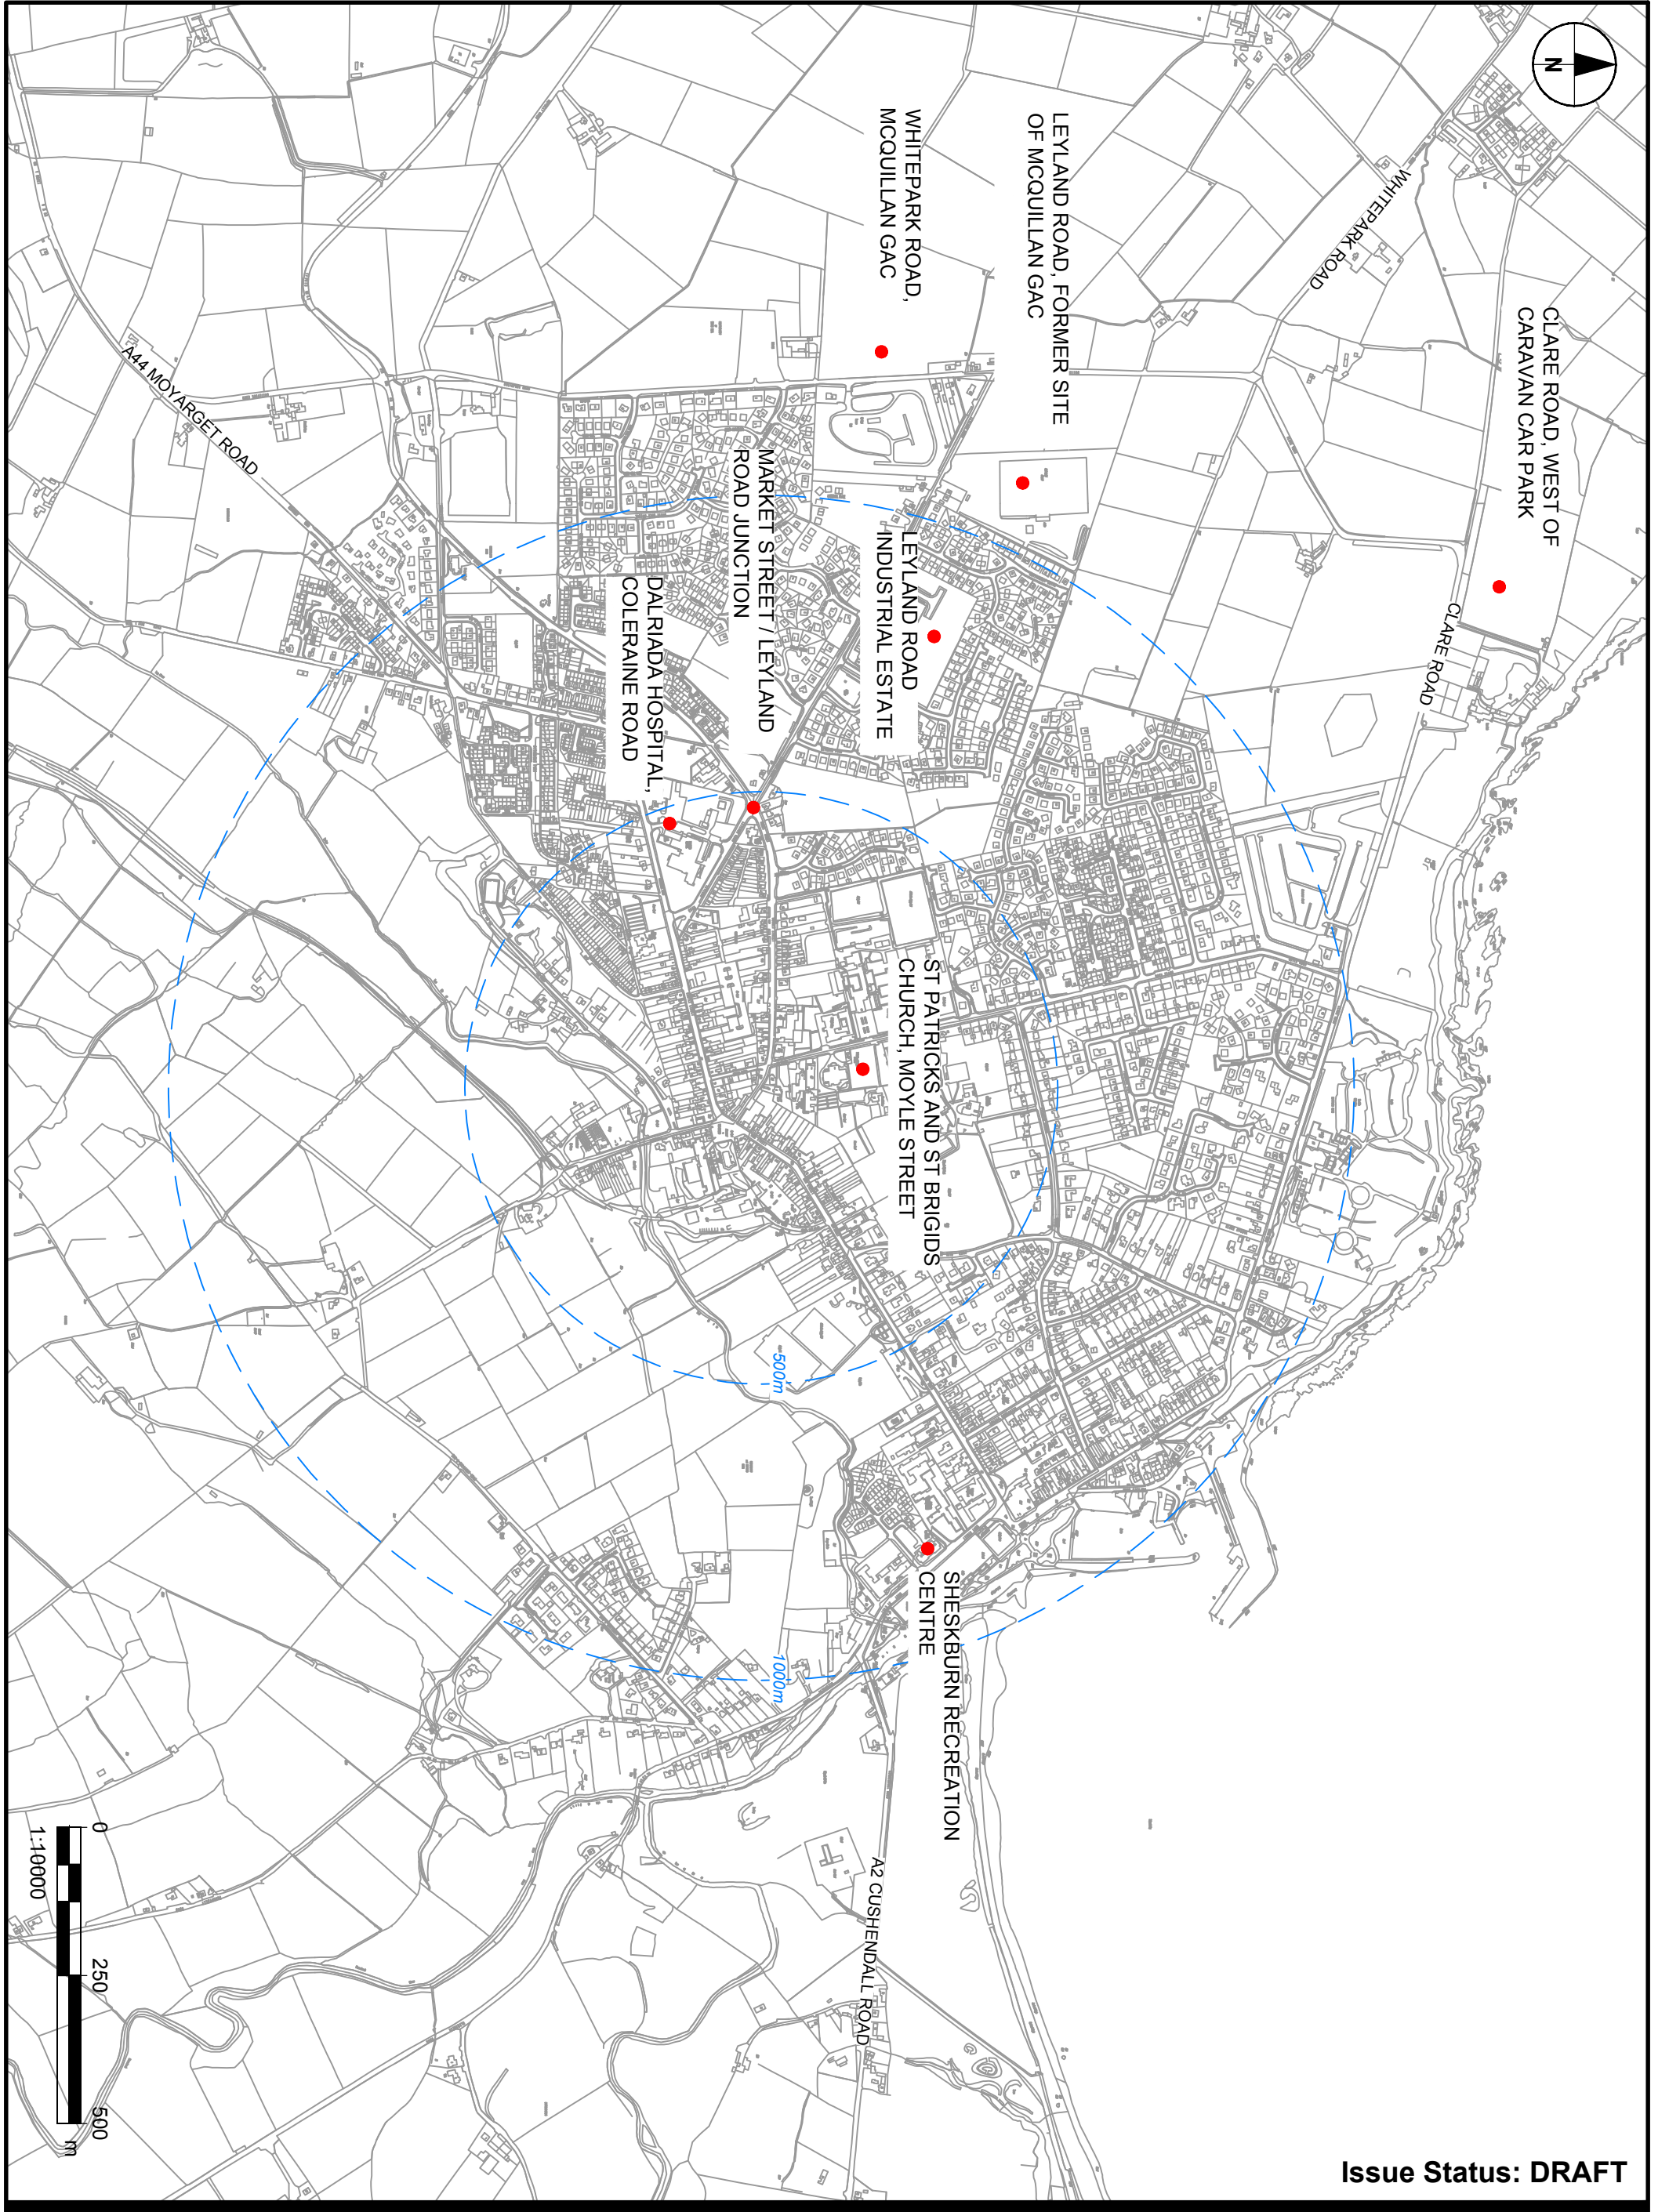 N
CLARE ROAD, WEST OF
CARAVAN CAR PARK
WHITEPARK ROAD
CLARE ROAD
LEYLAND ROAD, FORMER SITE
OF MCQUILLAN GAC
WHITEPARK ROAD,
MCQUILLAN GAC
LEYLAND ROAD
INDUSTRIAL ESTATE
MARKET STREET / LEYLAND
ROAD JUNCTION
DALRIADA HOSPITAL,
COLERAINE ROAD
A44 MOYARGET ROAD
ST PATRICKS AND ST BRIGIDS
CHURCH, MOYLE STREET
500m
1000m
SHESKBURN RECREATION
CENTRE
A2 CUSHENDALL ROAD
0
250
500
m
1:10000
Issue Status: DRAFT